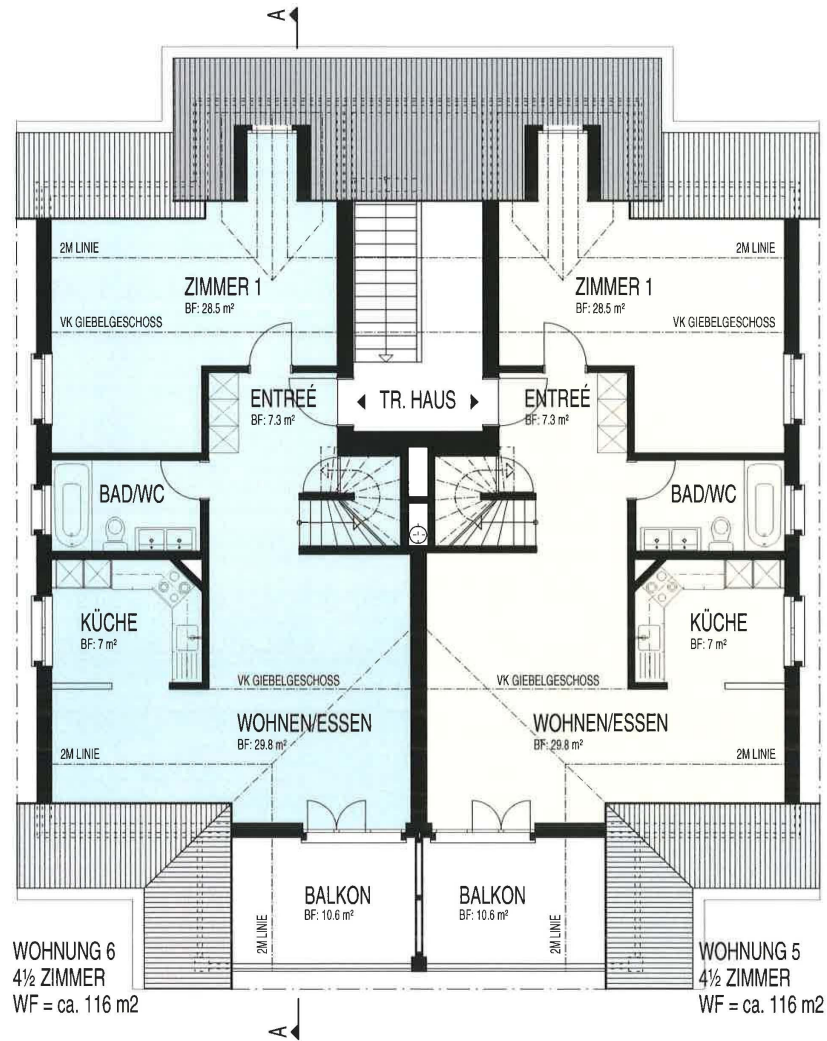 A
2M LINIE
2M LINIE
ZIMMER 1
BF: 28.5 m²
ZIMMER 1
BF: 28.5 m²
VK GIEBELGESCHOSS
VK GIEBELGESCHOSS
ENTREÉ
BF: 7.3 m²
TR. HAUS
ENTREÉ
BF: 7.3 m²
BAD/WC
BAD/WC
KÜCHE
BF: 7 m²
KÜCHE
BF: 7 m²
VK GIEBELGESCHOSS
VK GIEBELGESCHOSS
WOHNEN/ESSEN
BF: 29.8 m²
WOHNEN/ESSEN
BF: 29.8 m²
2M LINIE
2M LINIE
BALKON
BF: 10.6 m²
BALKON
BF: 10.6 m²
2M LINIE
2M LINIE
WOHNUNG 6
4½ ZIMMER
WF = ca. 116 m2
WOHNUNG 5
4½ ZIMMER
WF = ca. 116 m2
A